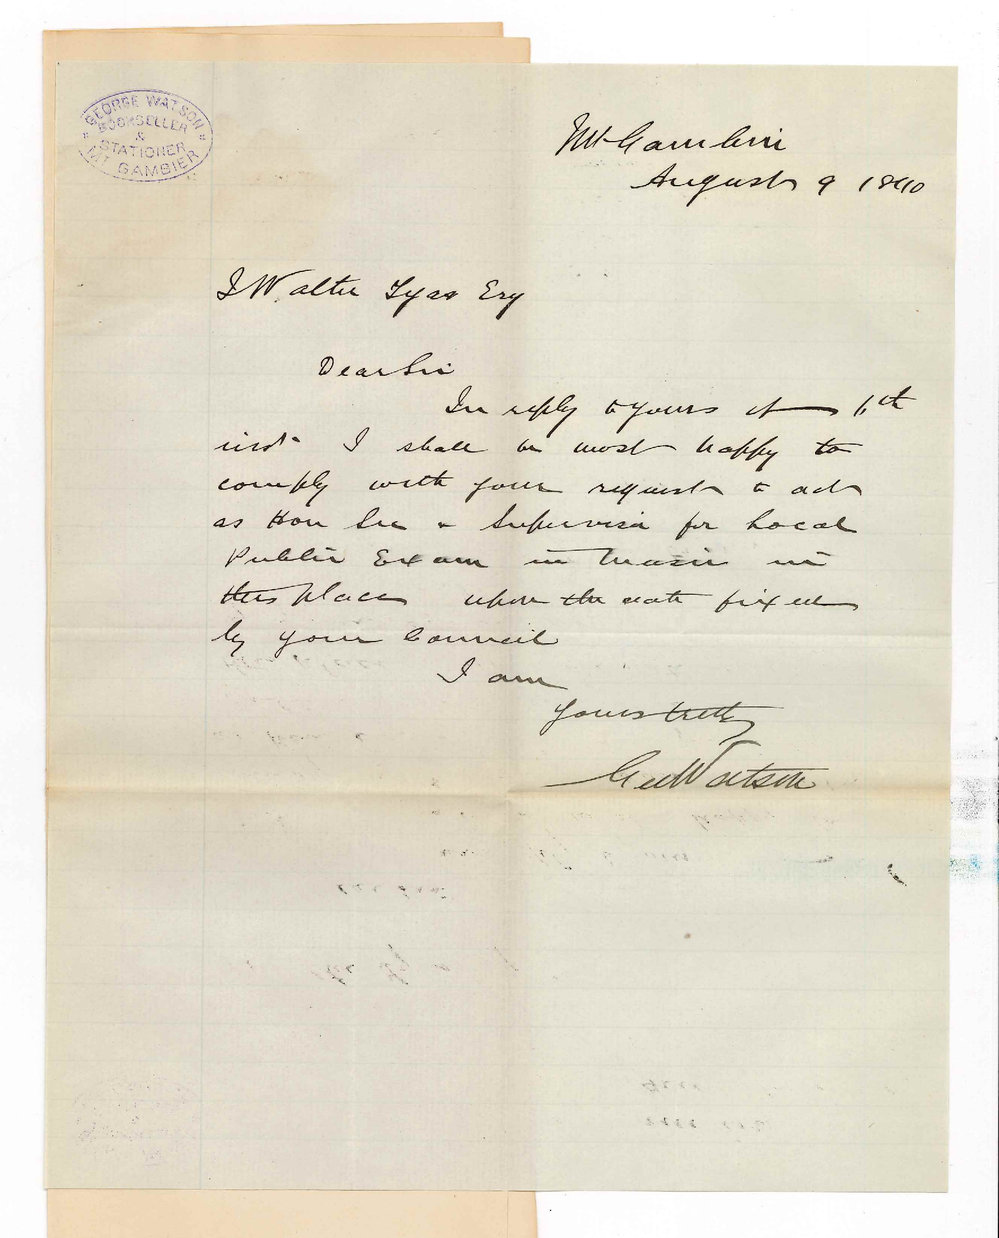 GEORGE WATSON
BOOKSELLER
&
STATIONER
MT GAMBIER
Mt Gambier
August 9 1890
J Walter Tyas Esq
Dear Sir
In reply to yours of 6th
inst I shall be most happy to
comply with your request to act
as Hon Sec & Supervisor for Local
Public Exam in Music in
this place upon the date fixed
by your Council
I am
Yours truly
Geo Watson